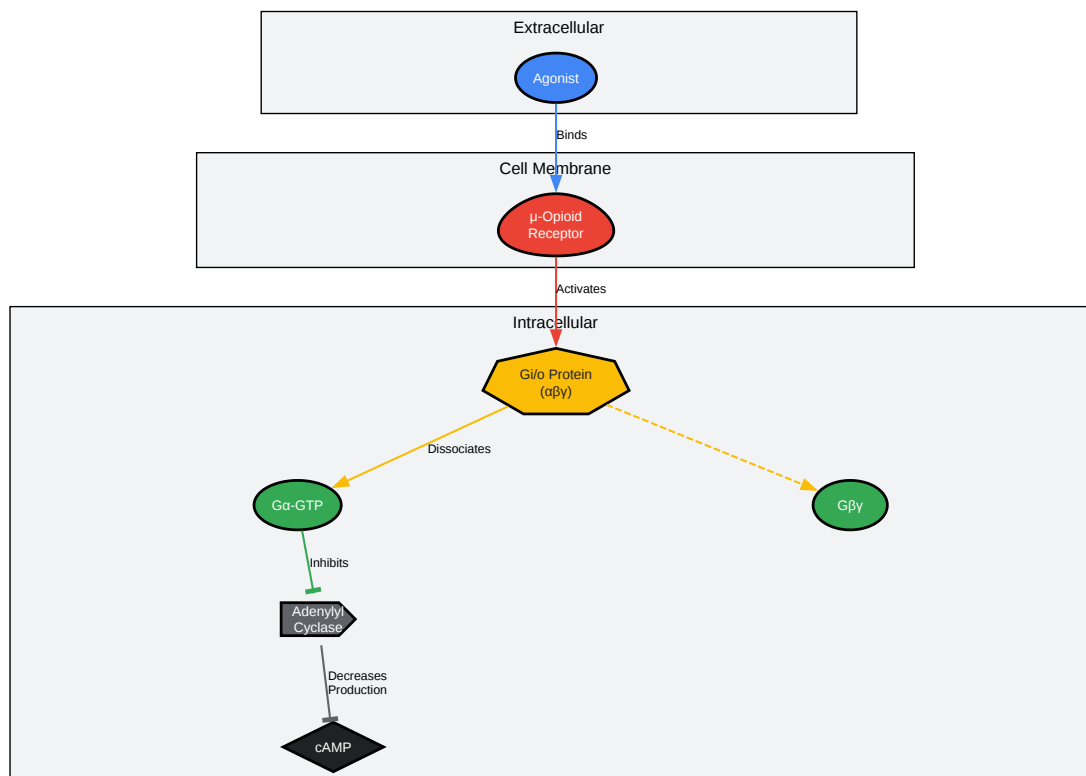 Extracellular
Agonist
Binds
Cell Membrane
μ-Opioid
Receptor
Activates
Intracellular
Gi/o Protein
(αβγ)
Dissociates
Gα-GTP
Gβγ
Inhibits
Adenylyl
Cyclase
Decreases
Production
cAMP